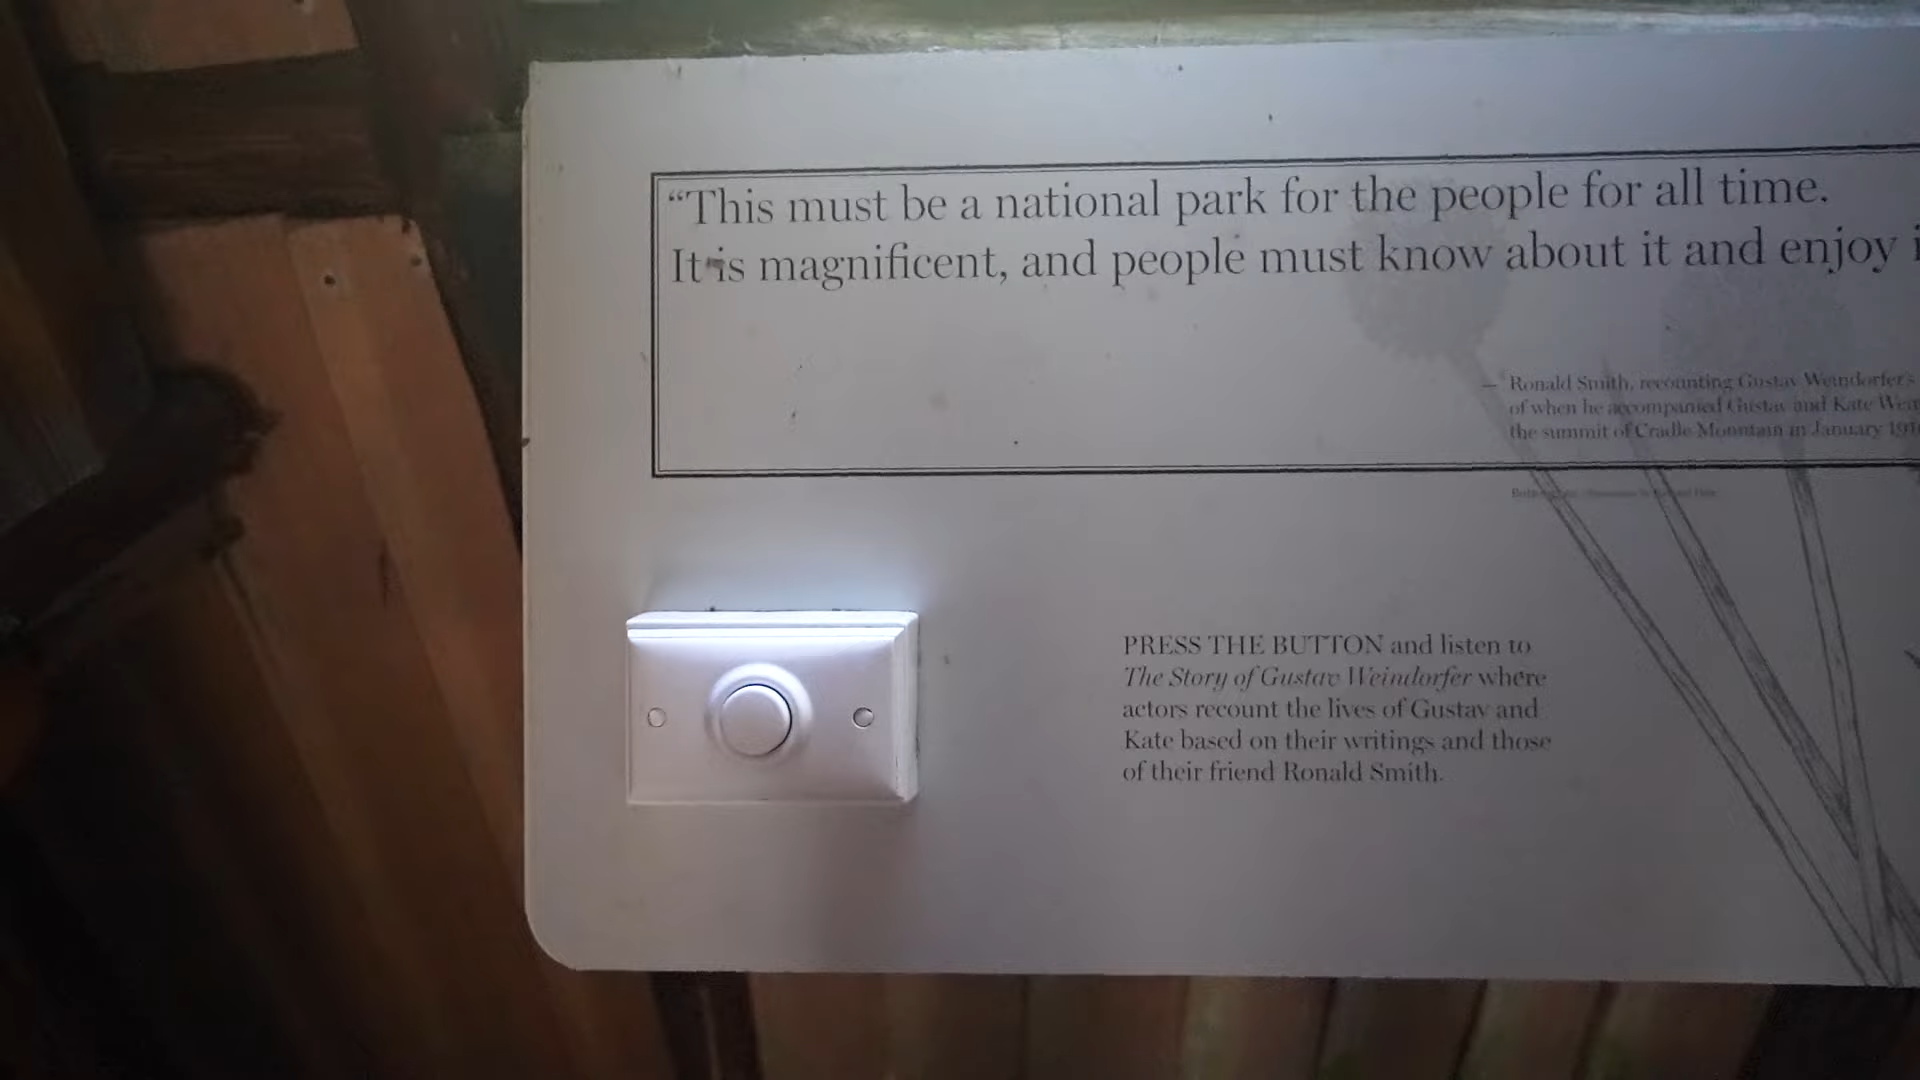 “This must be a national park for the people for all time.
It is magnificent, and people must know about it and enjoy
— Ronald Smith, recounting Gustav Weindorfer's
of when he accompanied Gustav and Kate
the summit of Cradle Mountain in January
PRESS THE BUTTON and listen to
The Story of Gustav Weindorfer where
actors recount the lives of Gustav and
Kate based on their writings and those
of their friend Ronald Smith.